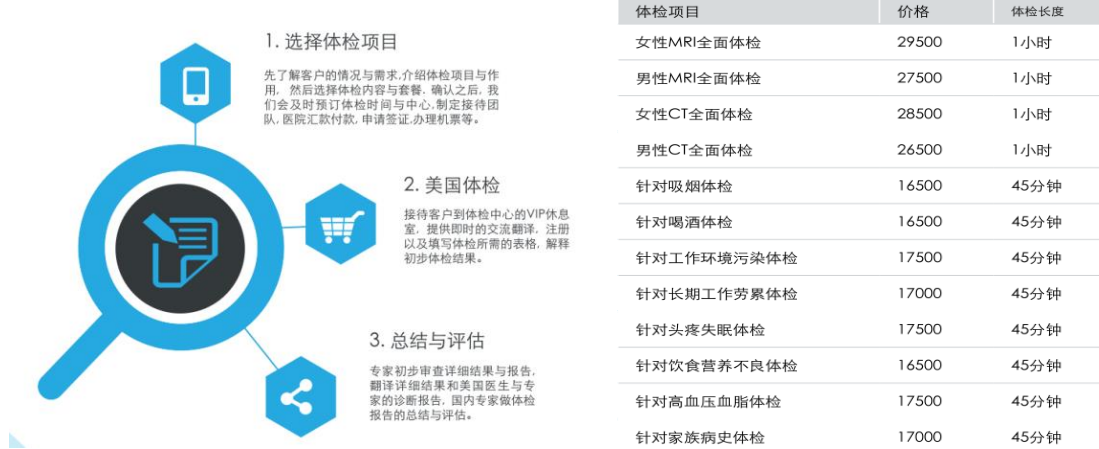 1. 选择体检项目
先了解客户的情况与需求,介绍体检项目与作
用, 然后选择体检内容与套餐, 确认之后, 我
们会及时预订体检时间与中心,制定接待团
队, 医院汇款付款, 申请签证,办理机票等。
2. 美国体检
接待客户到体检中心的VIP休息
室, 提供即时的交流翻译, 注册
以及填写体检所需的表格, 解释
初步体检结果。
3. 总结与评估
专家初步审查详细结果与报告,
翻译详细结果和美国医生与专
家的诊断报告, 国内专家做体检
报告的总结与评估。
体检项目 价格 体检长度
女性MRI全面体检 29500 1小时
男性MRI全面体检 27500 1小时
女性CT全面体检 28500 1小时
男性CT全面体检 26500 1小时
针对吸烟体检 16500 45分钟
针对喝酒体检 16500 45分钟
针对工作环境污染体检 17500 45分钟
针对长期工作劳累体检 17000 45分钟
针对头疼失眠体检 17500 45分钟
针对饮食营养不良体检 16500 45分钟
针对高血压血脂体检 17500 45分钟
针对家族病史体检 17000 45分钟